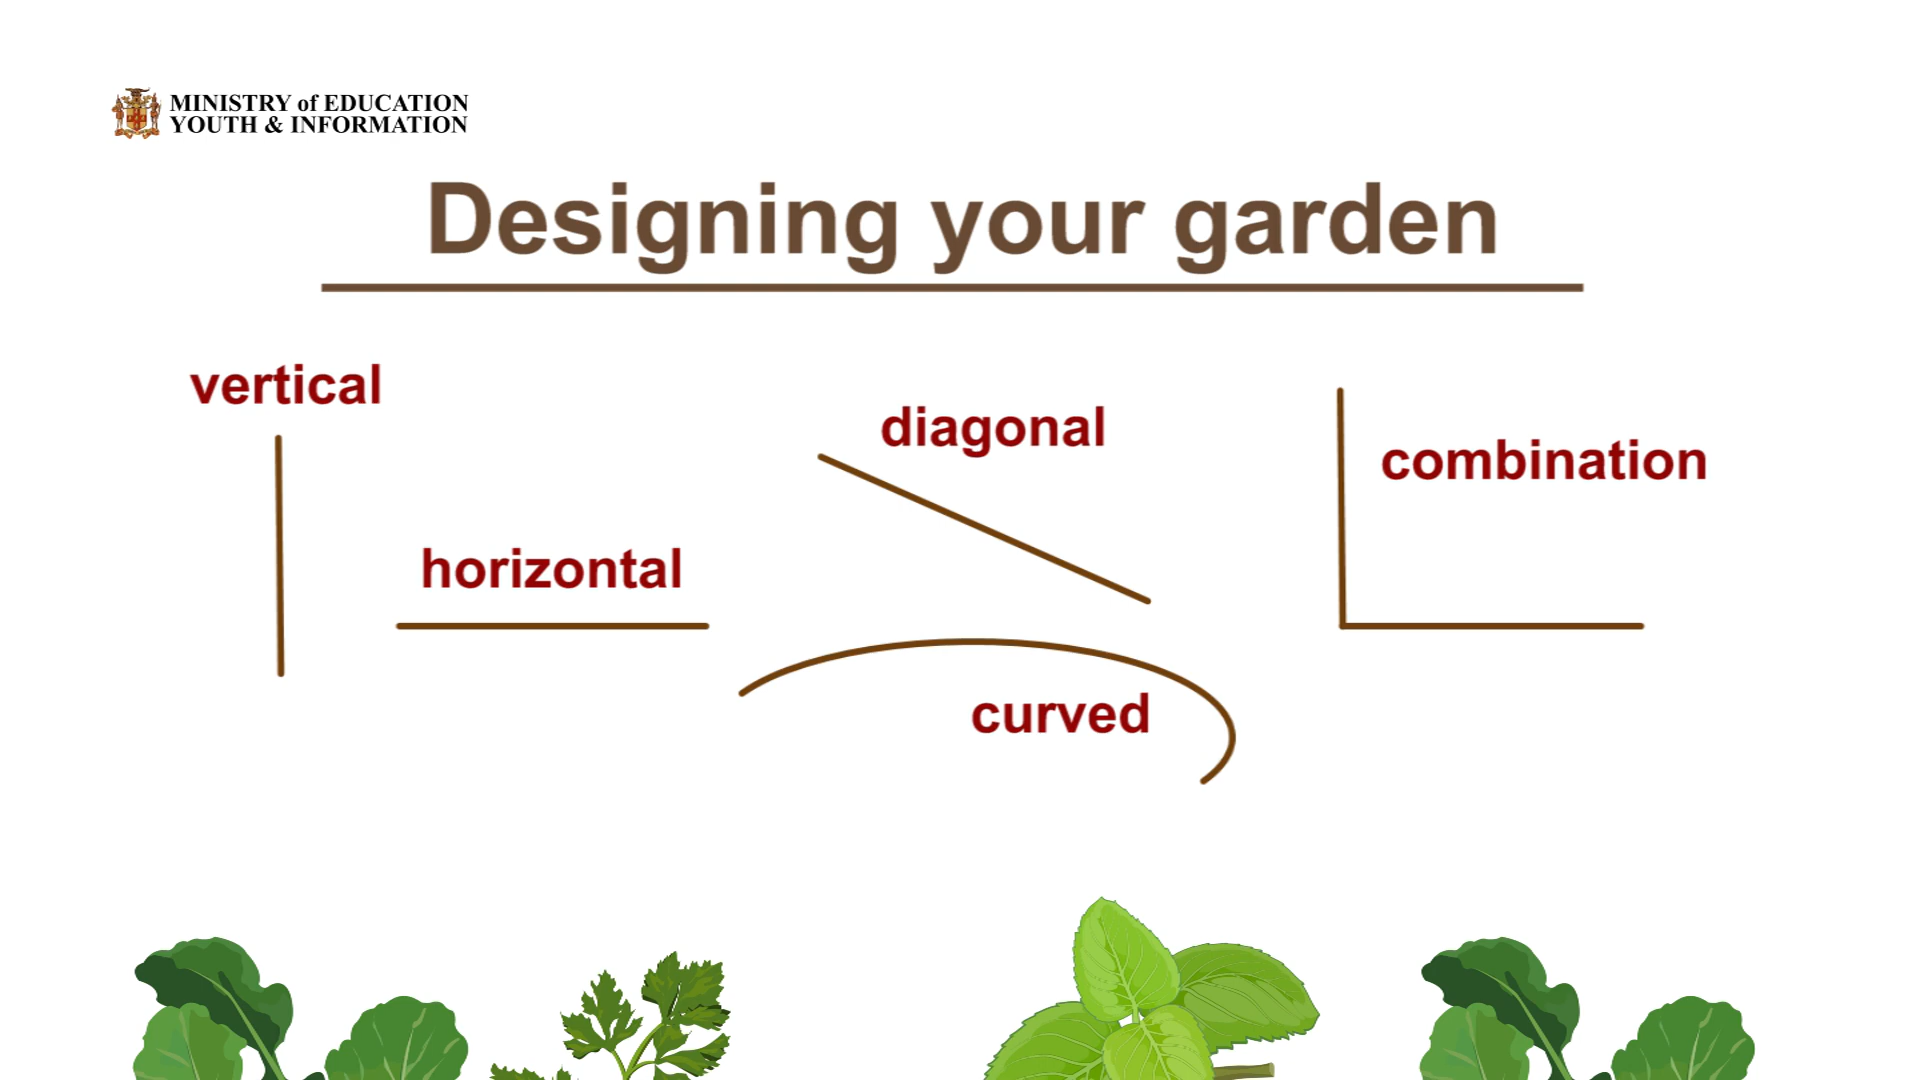 MINISTRY of EDUCATION
YOUTH & INFORMATION
Designing your garden
vertical
horizontal
diagonal
curved
combination